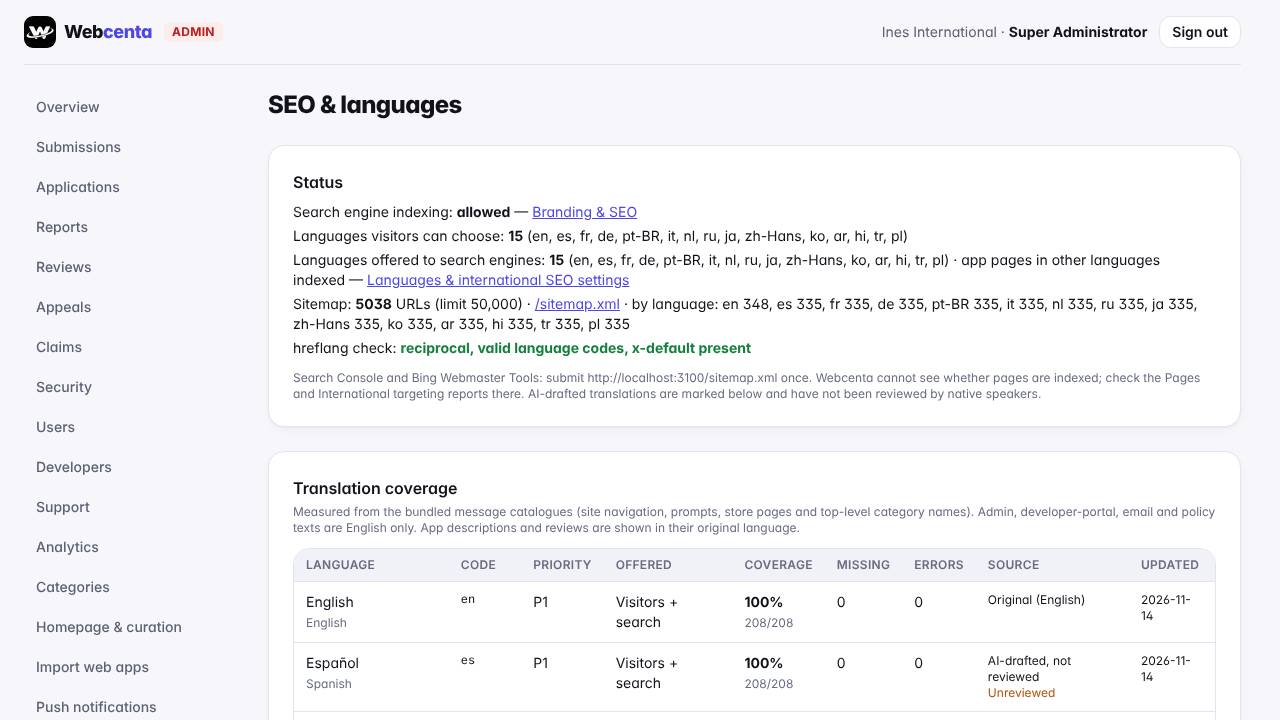 Webcenta ADMIN
Ines International · Super Administrator
Sign out
Overview
Submissions
Applications
Reports
Reviews
Appeals
Claims
Security
Users
Developers
Support
Analytics
Categories
Homepage & curation
Import web apps
Push notifications
SEO & languages
Status
Search engine indexing: allowed — Branding & SEO
Languages visitors can choose: 15 (en, es, fr, de, pt-BR, it, nl, ru, ja, zh-Hans, ko, ar, hi, tr, pl)
Languages offered to search engines: 15 (en, es, fr, de, pt-BR, it, nl, ru, ja, zh-Hans, ko, ar, hi, tr, pl) · app pages in other languages
indexed — Languages & international SEO settings
Sitemap: 5038 URLs (limit 50,000) · /sitemap.xml · by language: en 348, es 335, fr 335, de 335, pt-BR 335, it 335, nl 335, ru 335, ja 335,
zh-Hans 335, ko 335, ar 335, hi 335, tr 335, pl 335
hreflang check: reciprocal, valid language codes, x-default present
Search Console and Bing Webmaster Tools: submit http://localhost:3100/sitemap.xml once. Webcenta cannot see whether pages are indexed; check the Pages
and International targeting reports there. AI-drafted translations are marked below and have not been reviewed by native speakers.
Translation coverage
Measured from the bundled message catalogues (site navigation, prompts, store pages and top-level category names). Admin, developer-portal, email and policy
texts are English only. App descriptions and reviews are shown in their original language.
LANGUAGE CODE PRIORITY OFFERED COVERAGE MISSING ERRORS SOURCE UPDATED
English en P1 Visitors + 100% 0 0 Original (English) 2026-11-
English search 208/208 14
Español es P1 Visitors + 100% 0 0 AI-drafted, not 2026-11-
Spanish search 208/208 reviewed 14
Unreviewed